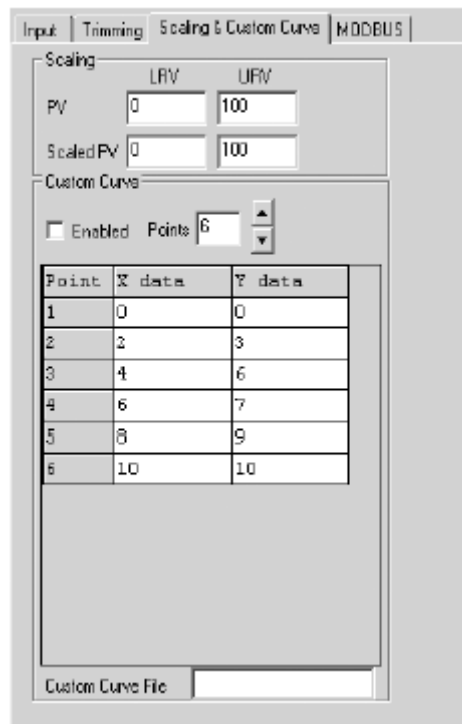 Input Trimming Scaling & Custom Curve MODBUS
Scaling
LRV URV
PV 0 100
Scaled PV 0 100
Custom Curve
Enabled Points 6
Point X data Y data
1 0 0
2 2 3
3 4 6
4 6 7
5 8 9
6 10 10
Custom Curve File